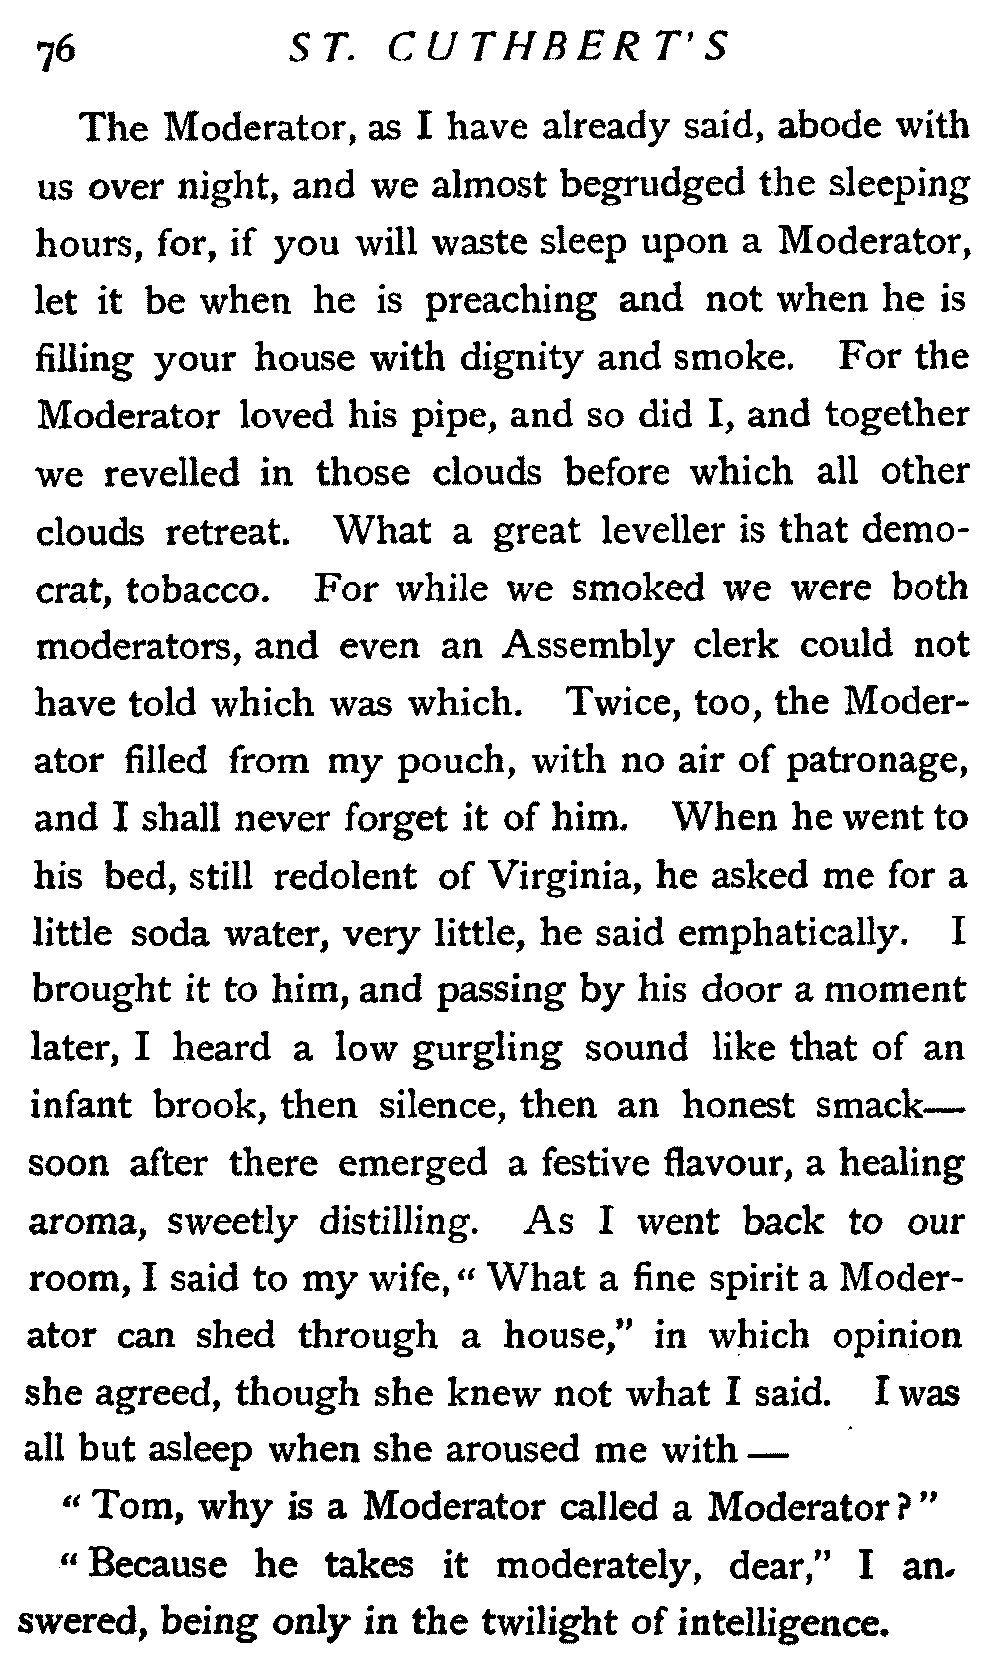 76 ST. CUTHBERT'S
The Moderator, as I have already said, abode with
us over night, and we almost begrudged the sleeping
hours, for, if you will waste sleep upon a Moderator,
let it be when he is preaching and not when he is
filling your house with dignity and smoke. For the
Moderator loved his pipe, and so did I, and together
we revelled in those clouds before which all other
clouds retreat. What a great leveller is that demo-
crat, tobacco. For while we smoked we were both
moderators, and even an Assembly clerk could not
have told which was which. Twice, too, the Moder-
ator filled from my pouch, with no air of patronage,
and I shall never forget it of him. When he went to
his bed, still redolent of Virginia, he asked me for a
little soda water, very little, he said emphatically. I
brought it to him, and passing by his door a moment
later, I heard a low gurgling sound like that of an
infant brook, then silence, then an honest smack—
soon after there emerged a festive flavour, a healing
aroma, sweetly distilling. As I went back to our
room, I said to my wife, “ What a fine spirit a Moder-
ator can shed through a house,” in which opinion
she agreed, though she knew not what I said. I was
all but asleep when she aroused me with —
“ Tom, why is a Moderator called a Moderator ? ”
“ Because he takes it moderately, dear,” I an-
swered, being only in the twilight of intelligence.